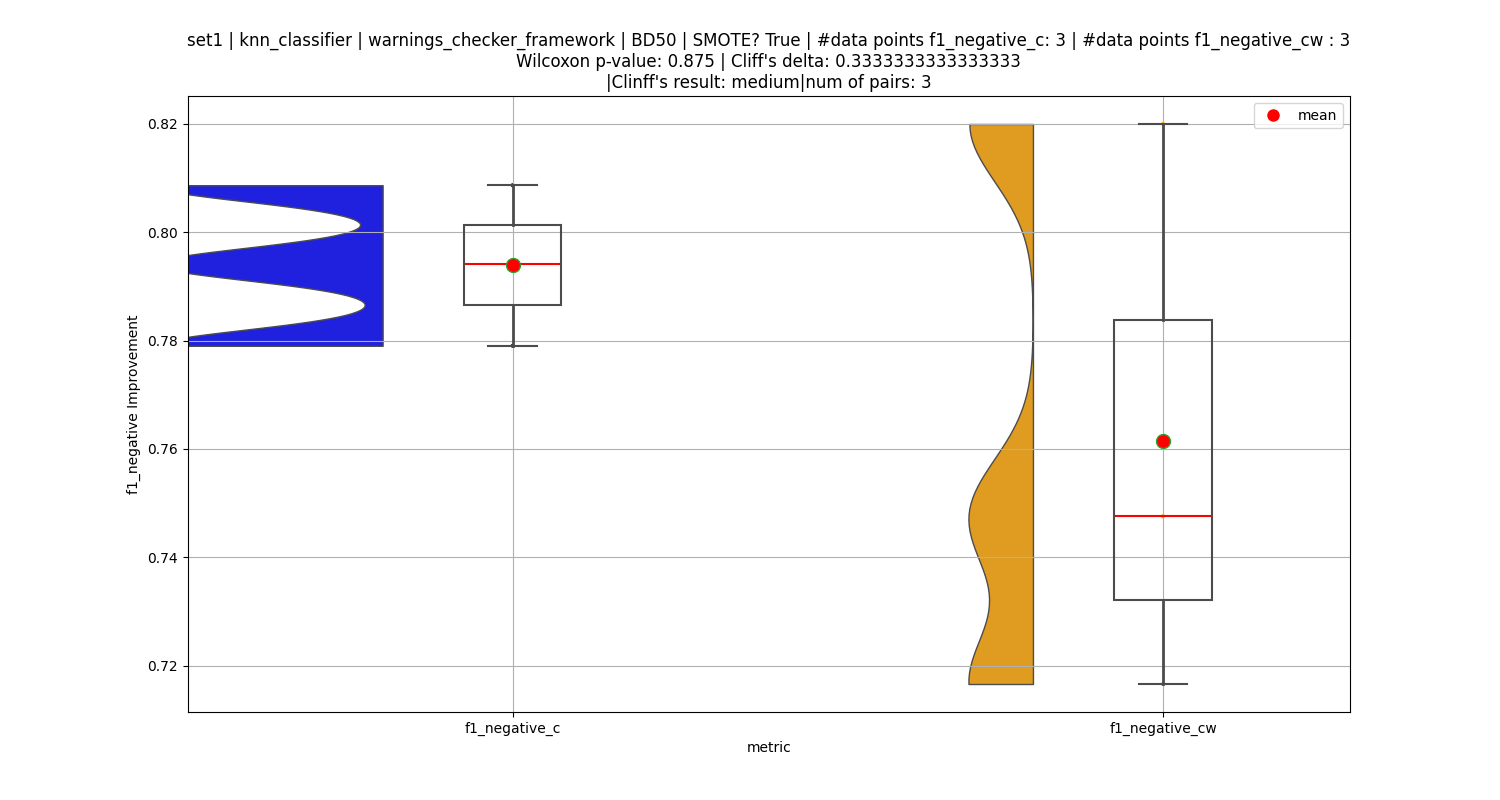 set1 | knn_classifier | warnings_checker_framework | BD50 | SMOTE? True | #data points f1_negative_c: 3 | #data points f1_negative_cw : 3
Wilcoxon p-value: 0.875 | Cliff's delta: 0.3333333333333333
|Clinff's result: medium|num of pairs: 3
mean
0.82
0.80
0.78
0.76
0.74
0.72
f1_negative Improvement
f1_negative_c
f1_negative_cw
metric